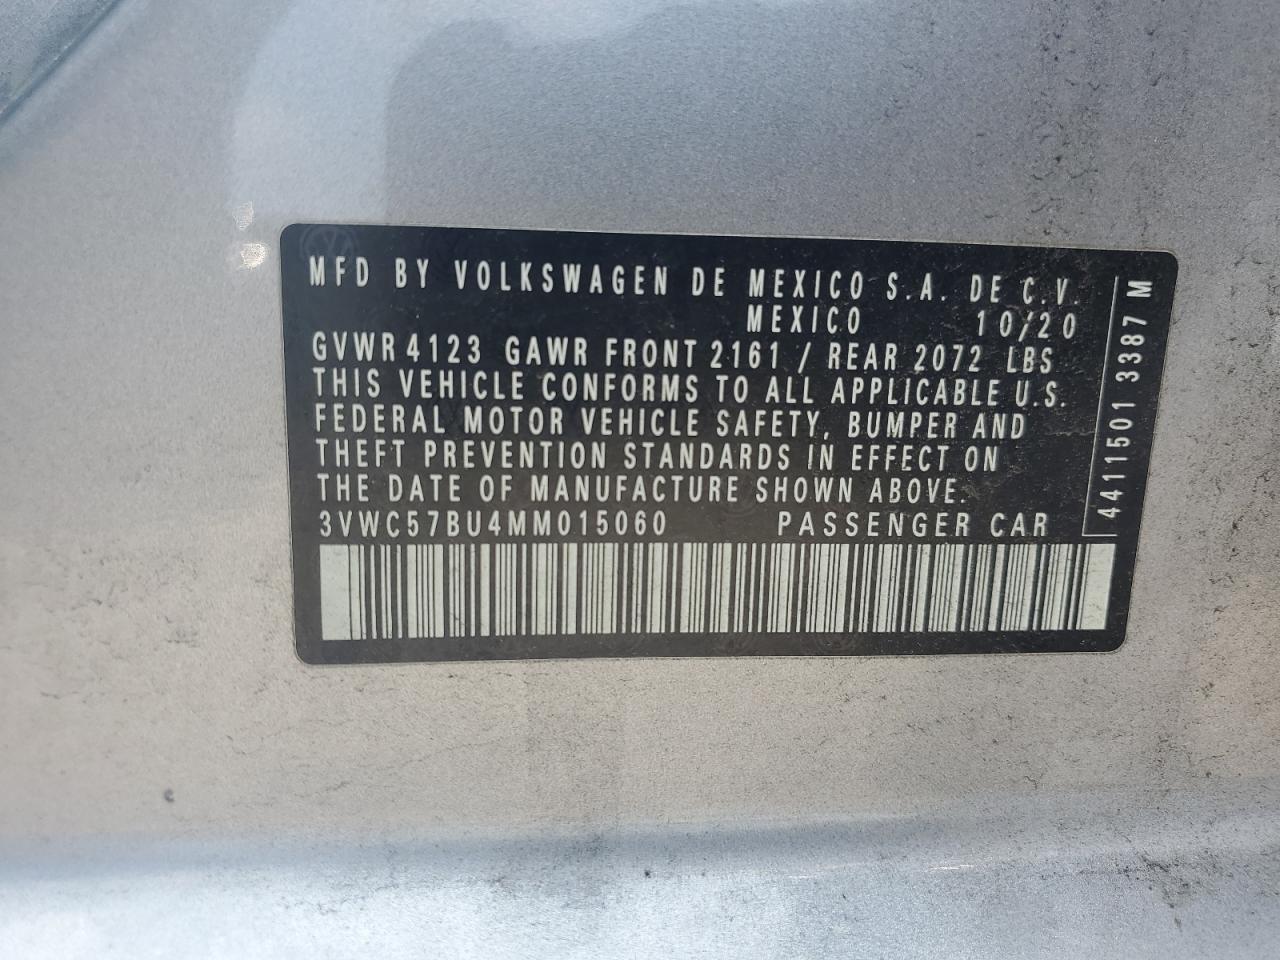 MFD BY VOLKSWAGEN DE MEXICO S.A. DE C.V.
MEXICO 10/20
GVWR 4123 GAWR FRONT 2161 / REAR 2072 LBS
THIS VEHICLE CONFORMS TO ALL APPLICABLE U.S.
FEDERAL MOTOR VEHICLE SAFETY, BUMPER AND
THEFT PREVENTION STANDARDS IN EFFECT ON
THE DATE OF MANUFACTURE SHOWN ABOVE.
3VWC57BU4MM015060 PASSENGER CAR
4411501 3387 M